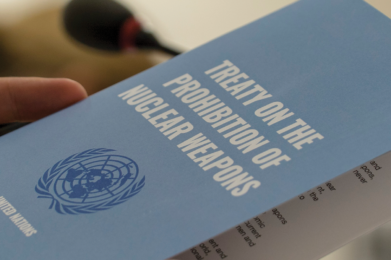 TREATY ON THE
PROHIBITION OF
NUCLEAR WEAPONS
UNITED NATIONS